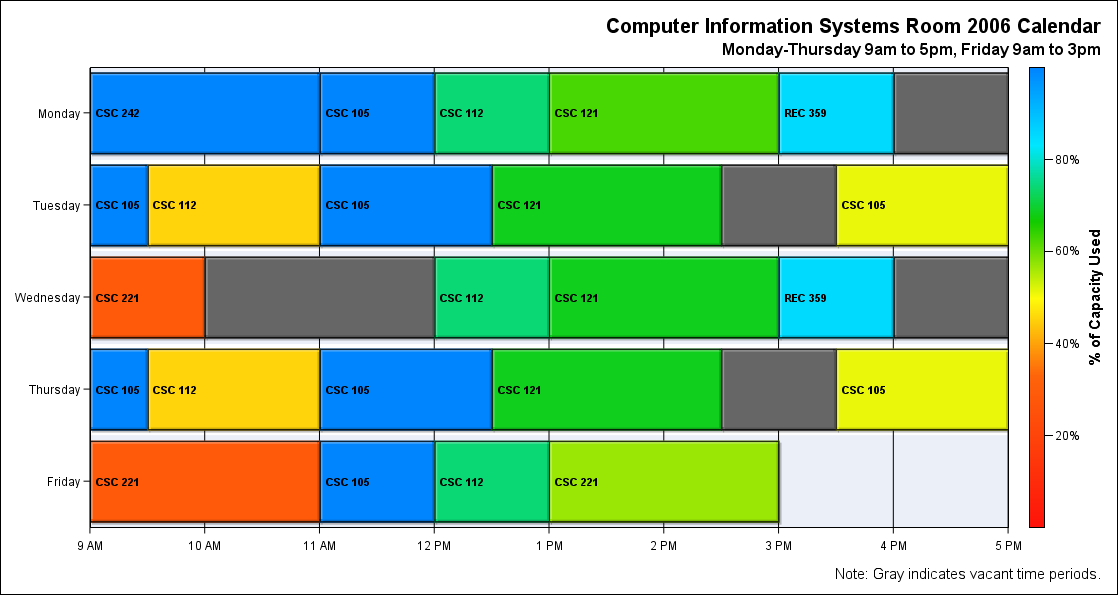 Computer Information Systems Room 2006 Calendar
Monday-Thursday 9am to 5pm, Friday 9am to 3pm
Monday
CSC 242
CSC 105
CSC 112
CSC 121
REC 359
Tuesday
CSC 105
CSC 112
CSC 105
CSC 121
CSC 105
Wednesday
CSC 221
CSC 112
CSC 121
REC 359
Thursday
CSC 105
CSC 112
CSC 105
CSC 121
CSC 105
Friday
CSC 221
CSC 105
CSC 112
CSC 221
9 AM
10 AM
11 AM
12 PM
1 PM
2 PM
3 PM
4 PM
5 PM
80%
60%
40%
20%
% of Capacity Used
Note: Gray indicates vacant time periods.